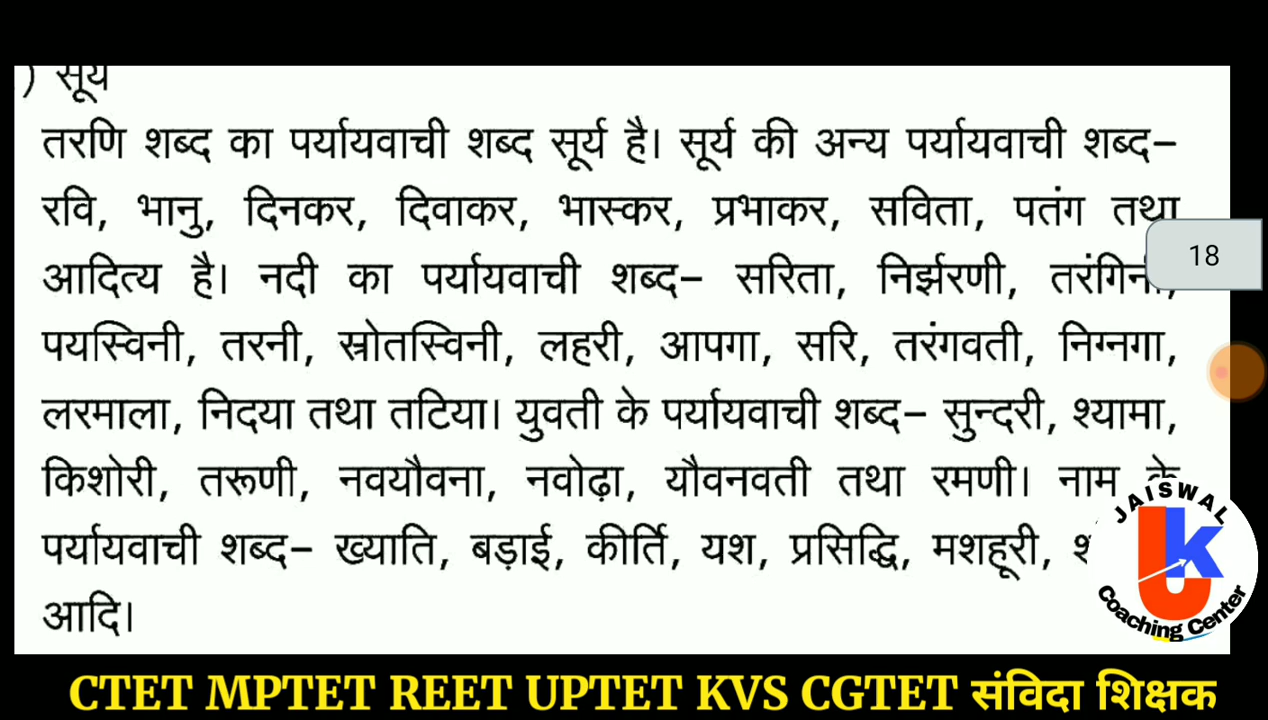 ) सूर्य
तरणि शब्द का पर्यायवाची शब्द सूर्य है। सूर्य की अन्य पर्यायवाची शब्द–
रवि, भानु, दिनकर, दिवाकर, भास्कर, प्रभाकर, सविता, पतंग तथा
18
आदित्य है। नदी का पर्यायवाची शब्द– सरिता, निर्झरणी, तरंगिनी,
पयस्विनी, तरनी, स्रोतस्विनी, लहरी, आपगा, सरि, तरंगवती, निग्नगा,
लरमाला, निदया तथा तटिया। युवती के पर्यायवाची शब्द– सुन्दरी, श्यामा,
किशोरी, तरूणी, नवयौवना, नवोढ़ा, यौवनवती तथा रमणी। नाम के
पर्यायवाची शब्द– ख्याति, बड़ाई, कीर्ति, यश, प्रसिद्धि, मशहूरी,
आदि।
JAISWAL
UK
Coaching Center
CTET MPTET REET UPTET KVS CGTET संविदा शिक्षक